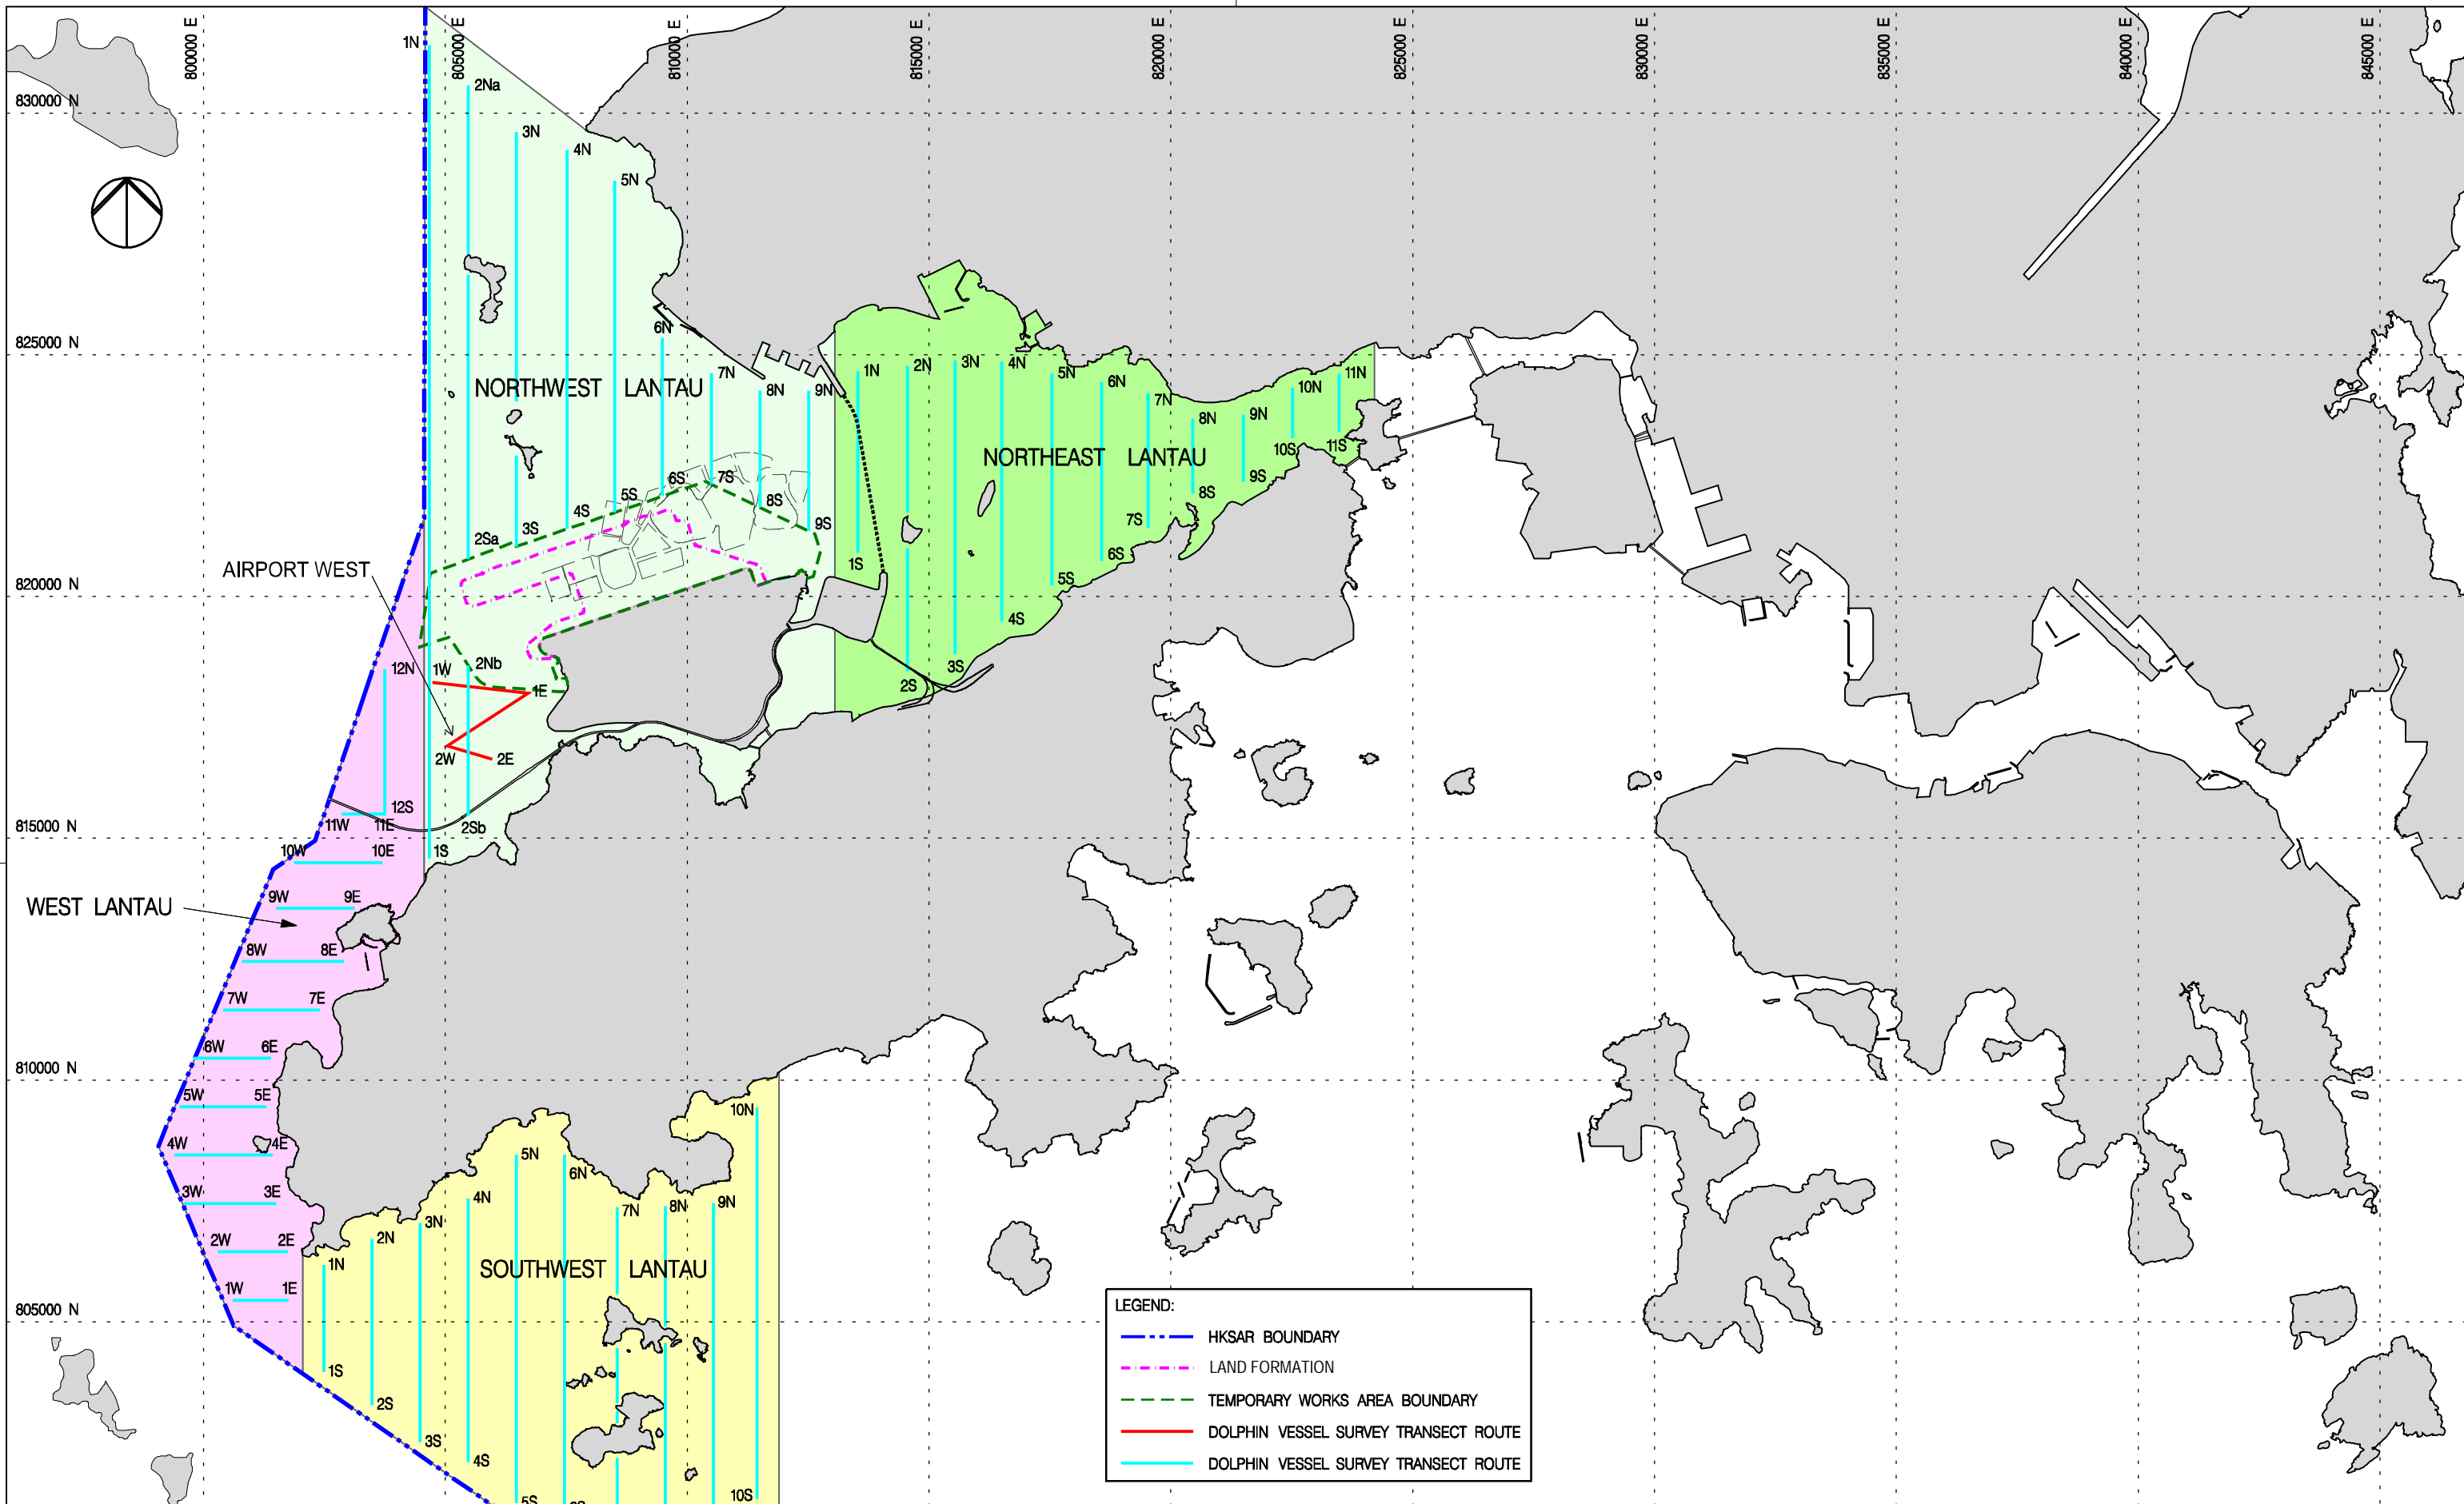 800000 E
805000 E
810000 E
815000 E
820000 E
825000 E
830000 E
835000 E
840000 E
845000 E
830000 N
825000 N
820000 N
815000 N
810000 N
805000 N
1N
2Na
3N
4N
5N
6N
7N
8N
9N
NORTHWEST LANTAU
2Sa
3S
4S
5S
6S
7S
8S
9S
AIRPORT WEST
1W
2Nb
1E
2W
2E
2Sb
1S
1N
2N
3N
4N
5N
6N
7N
8N
9N
10N
11N
NORTHEAST LANTAU
1S
2S
3S
4S
5S
6S
7S
8S
9S
10S
11S
12N
12S
11W 11E
10W 10E
9W 9E
WEST LANTAU
8W 8E
7W 7E
6W 6E
5W 5E
4W 4E
3W 3E
2W 2E
1W 1E
1N
2N
3N
4N
5N
6N
7N
8N
9N
10N
SOUTHWEST LANTAU
1S
2S
3S
4S
5S
10S
LEGEND:
HKSAR BOUNDARY
LAND FORMATION
TEMPORARY WORKS AREA BOUNDARY
DOLPHIN VESSEL SURVEY TRANSECT ROUTE
DOLPHIN VESSEL SURVEY TRANSECT ROUTE